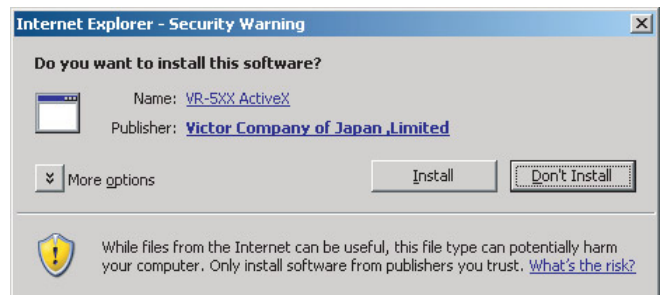 Internet Explorer - Security Warning
Do you want to install this software?
Name: VR-5XX ActiveX
Publisher: Victor Company of Japan ,Limited
More options
Install
Don't Install
While files from the Internet can be useful, this file type can potentially harm
your computer. Only install software from publishers you trust. What's the risk?